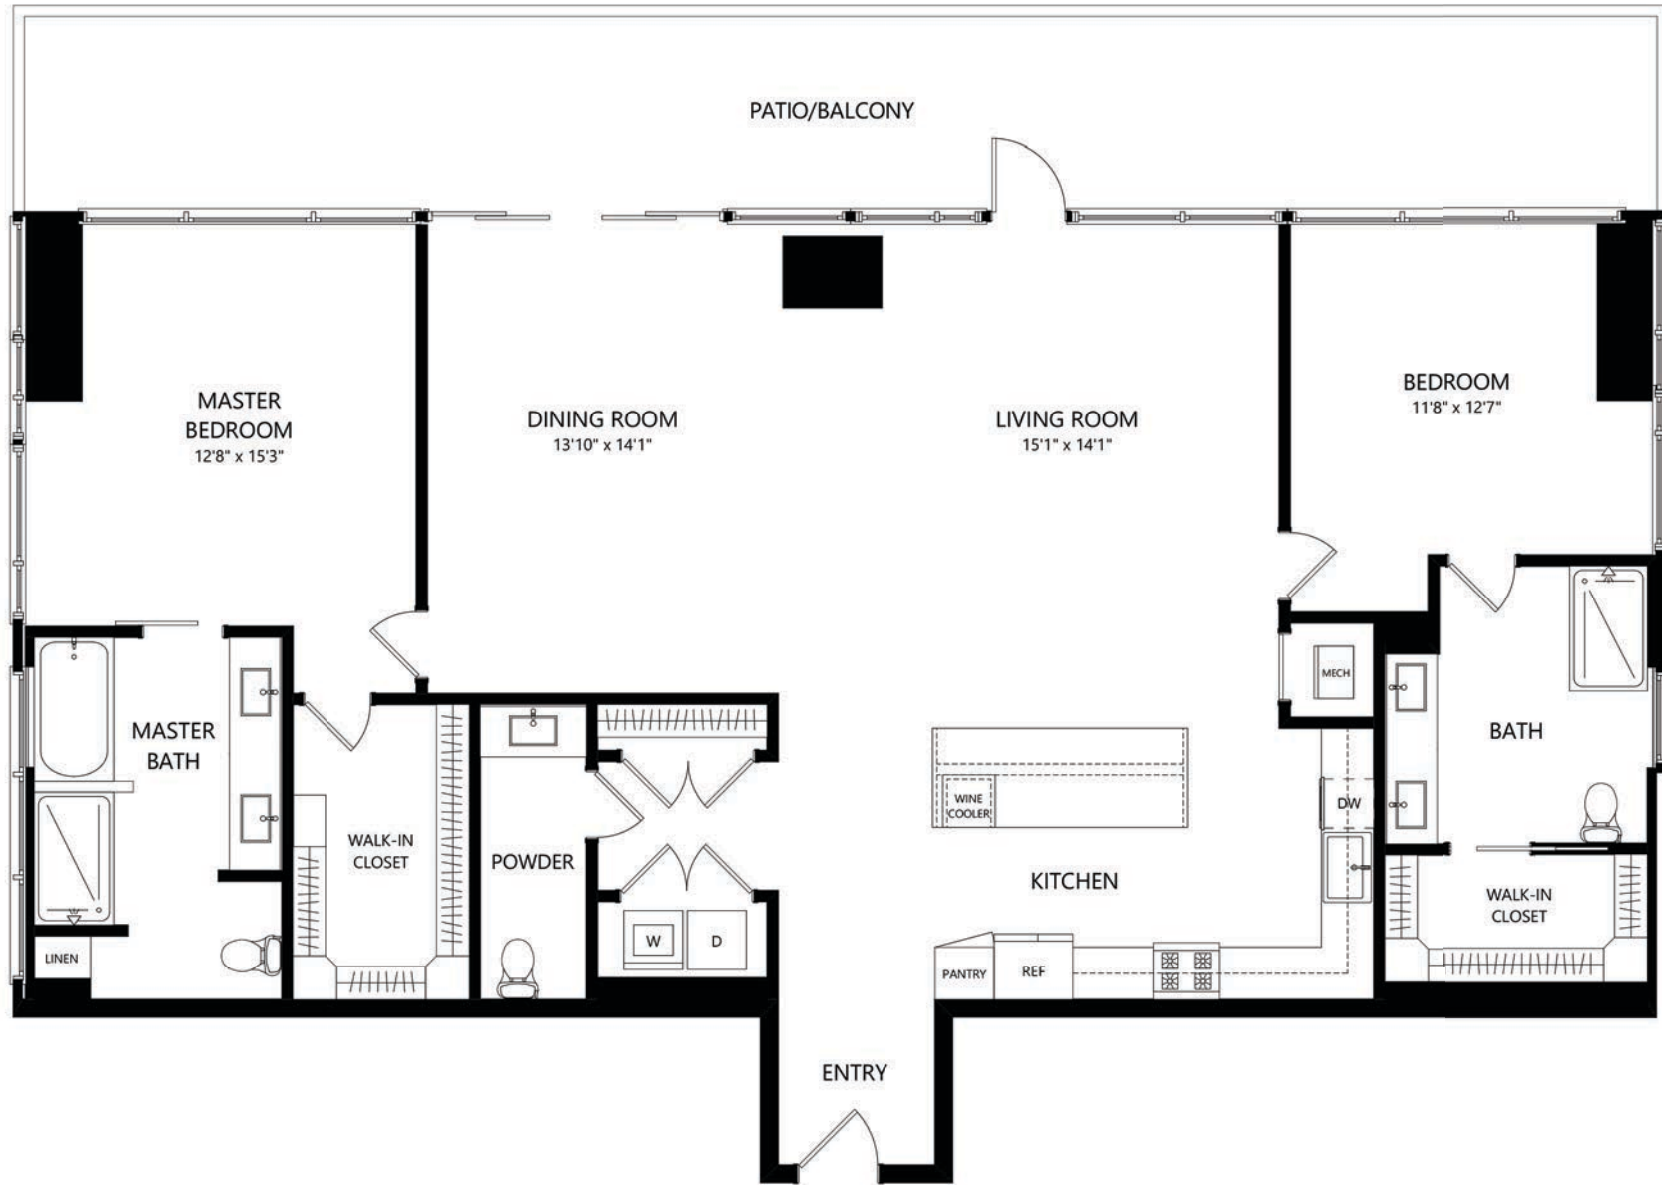 PATIO/BALCONY
MASTER
BEDROOM
12'8" x 15'3"
DINING ROOM
13'10" x 14'1"
LIVING ROOM
15'1" x 14'1"
BEDROOM
11'8" x 12'7"
MECH
MASTER
BATH
BATH
WINE
COOLER
DW
WALK-IN
CLOSET
POWDER
KITCHEN
WALK-IN
CLOSET
LINEN
W
D
PANTRY
REF
ENTRY